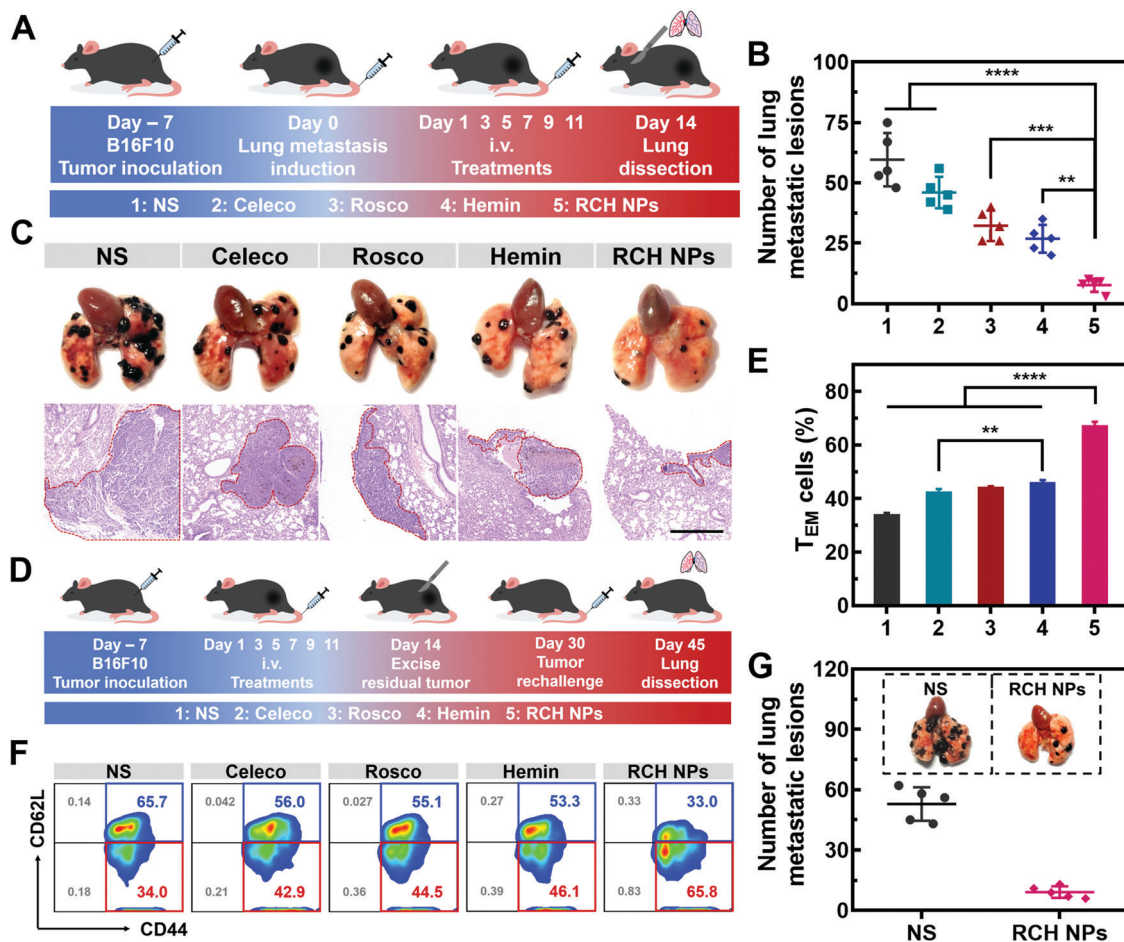 A
Day – 7
B16F10
Tumor inoculation
Day 0
Lung metastasis
induction
Day 1 3 5 7 9 11
i.v.
Treatments
Day 14
Lung
dissection
1: NS 2: Celeco 3: Rosco 4: Hemin 5: RCH NPs
B
Number of lung
metastatic lesions
100
75
50
25
0
****
***
**
1 2 3 4 5
C
NS Celeco Rosco Hemin RCH NPs
E
TEM cells (%)
80
60
40
20
0
****
**
1 2 3 4 5
D
Day – 7
B16F10
Tumor inoculation
Day 1 3 5 7 9 11
i.v.
Treatments
Day 14
Excise
residual tumor
Day 30
Tumor
rechallenge
Day 45
Lung
dissection
1: NS 2: Celeco 3: Rosco 4: Hemin 5: RCH NPs
F
NS Celeco Rosco Hemin RCH NPs
0.14 65.7 0.042 56.0 0.027 55.1 0.27 53.3 0.33 33.0
0.18 34.0 0.21 42.9 0.36 44.5 0.39 46.1 0.83 65.8
CD62L
CD44
G
Number of lung
metastatic lesions
120
90
60
30
0
NS RCH NPs
NS RCH NPs